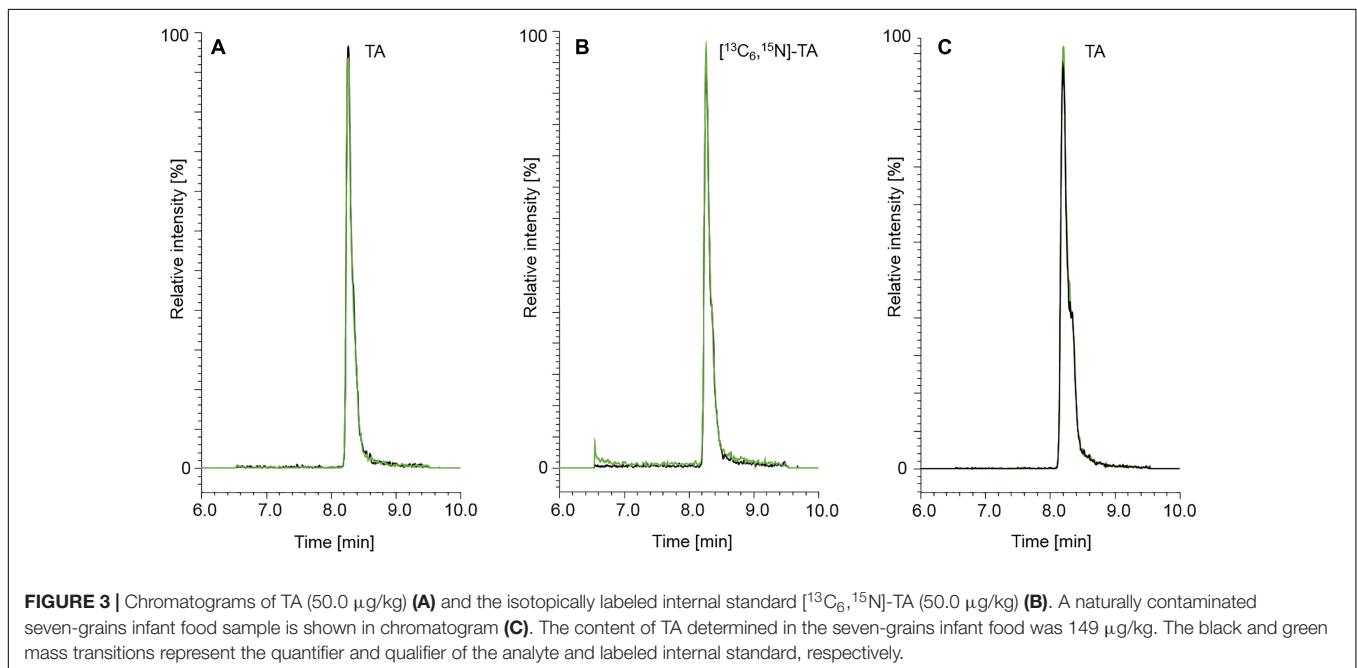 100
A
TA
Relative intensity [%]
0
6.0 7.0 8.0 9.0 10.0
Time [min]
100
B
[¹³C₆,¹⁵N]-TA
Relative intensity [%]
0
6.0 7.0 8.0 9.0 10.0
Time [min]
100
C
TA
Relative intensity [%]
0
6.0 7.0 8.0 9.0 10.0
Time [min]
FIGURE 3 | Chromatograms of TA (50.0 μg/kg) (A) and the isotopically labeled internal standard [¹³C₆,¹⁵N]-TA (50.0 μg/kg) (B). A naturally contaminated
seven-grains infant food sample is shown in chromatogram (C). The content of TA determined in the seven-grains infant food was 149 μg/kg. The black and green
mass transitions represent the quantifier and qualifier of the analyte and labeled internal standard, respectively.